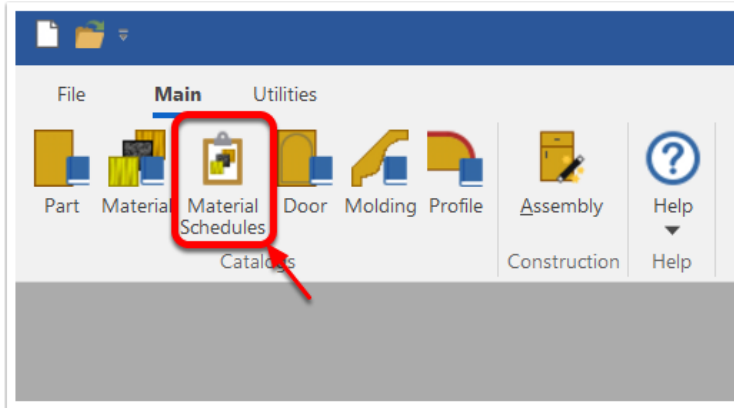 File Main Utilities
Part Material Material Schedules Door Molding Profile Assembly Help
Catalogs Construction Help